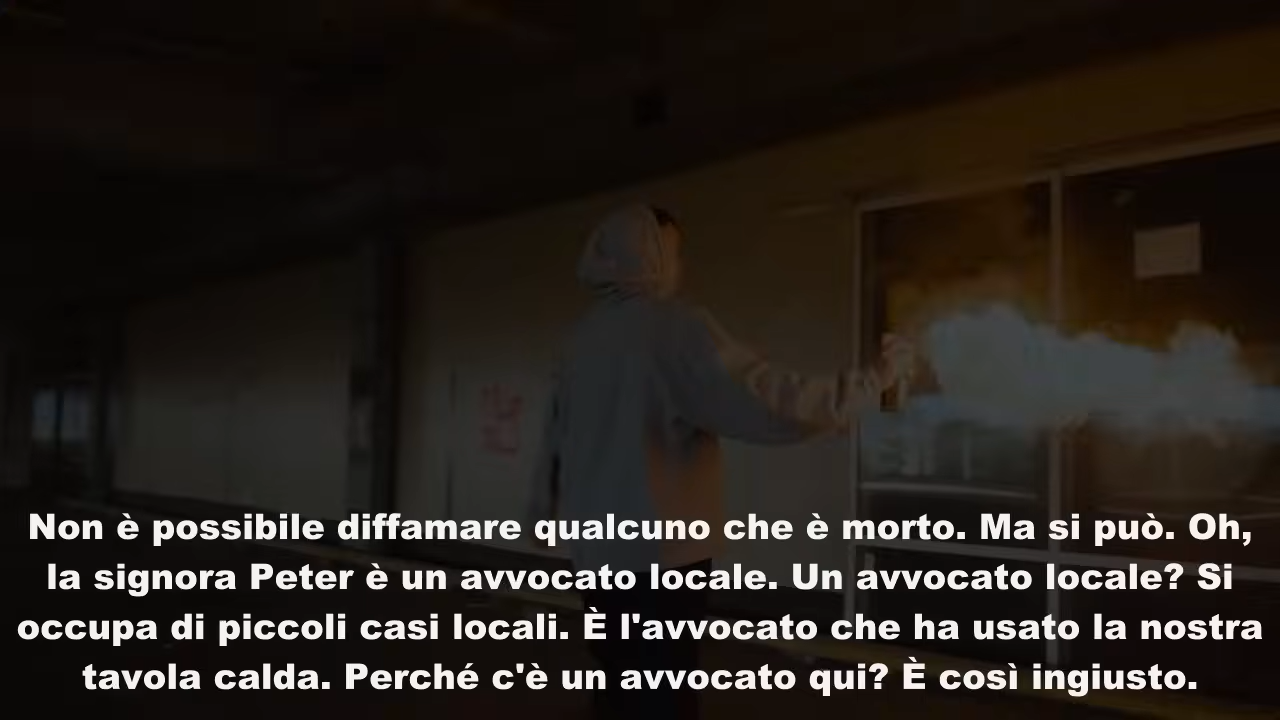 Non è possibile diffamare qualcuno che è morto. Ma si può. Oh,
la signora Peter è un avvocato locale. Un avvocato locale? Si
occupa di piccoli casi locali. È l'avvocato che ha usato la nostra
tavola calda. Perché c'è un avvocato qui? È così ingiusto.